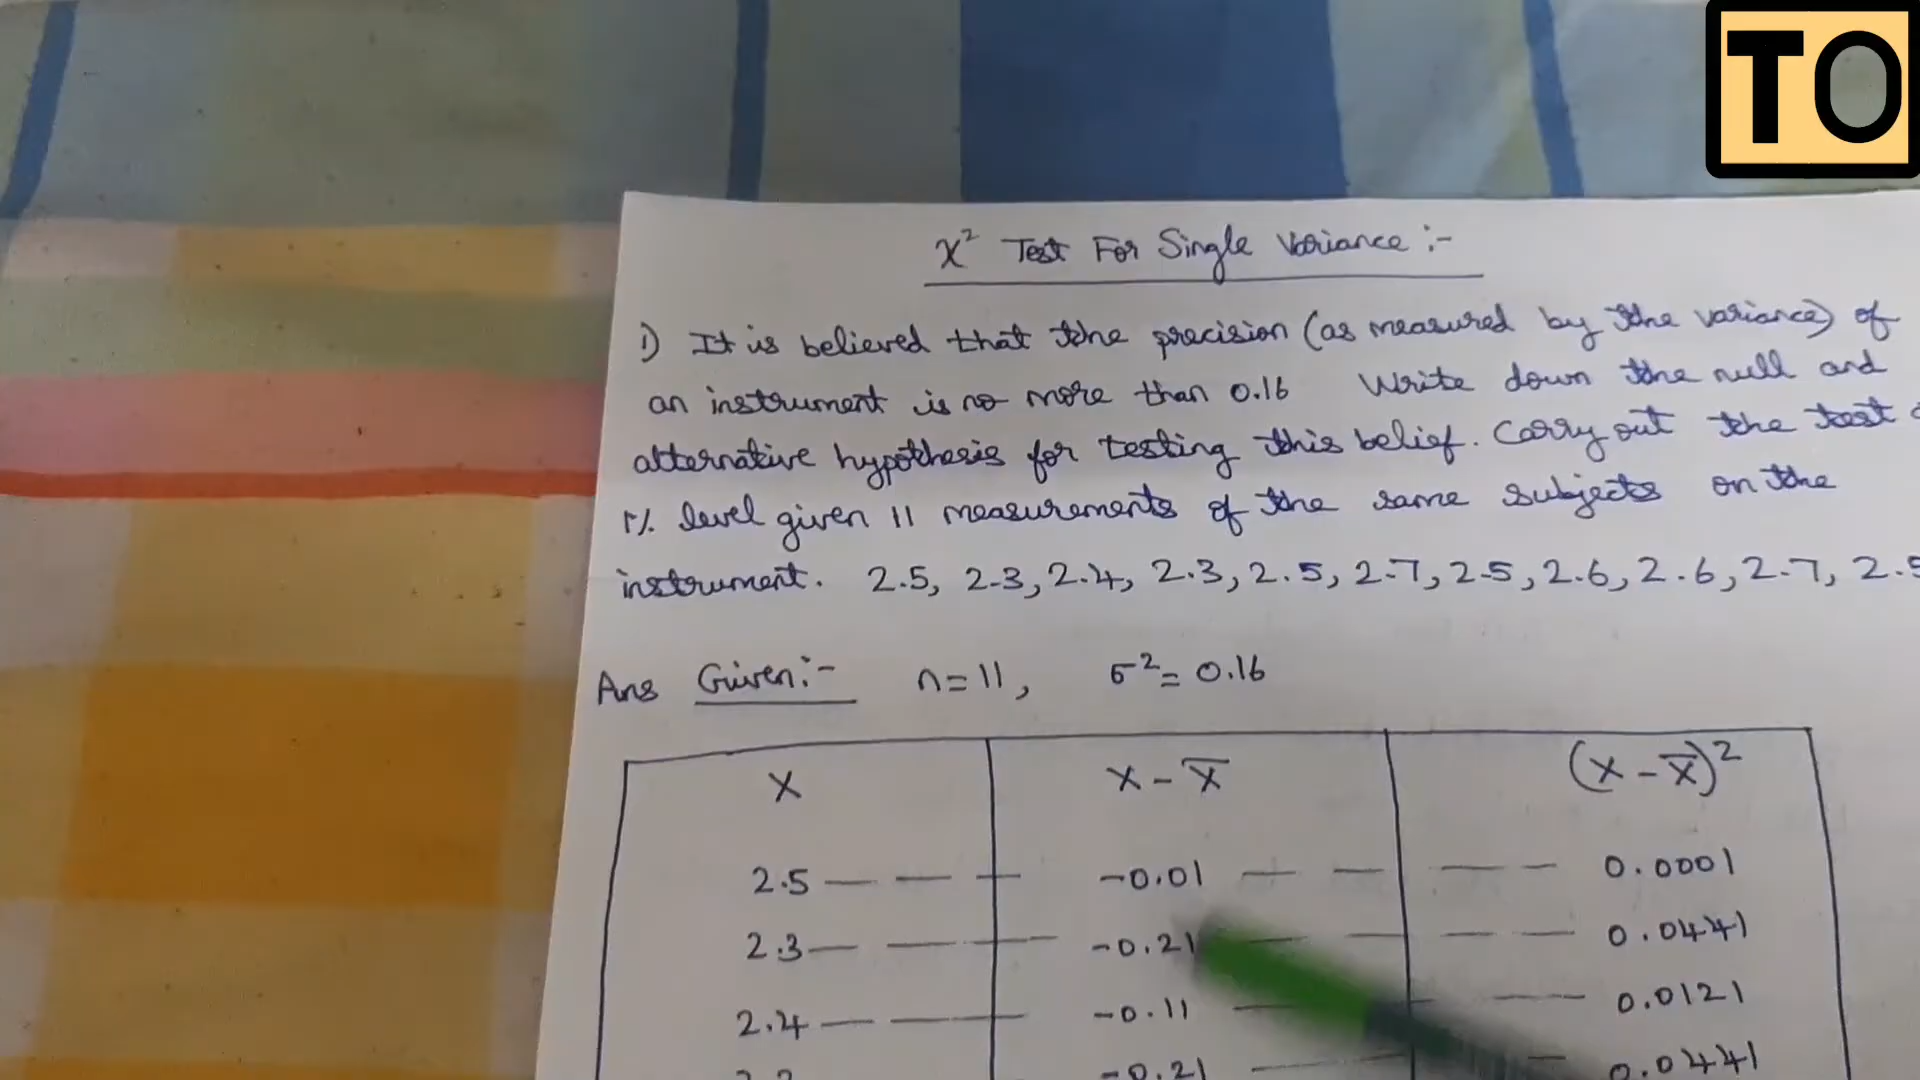 TO
χ² Test For Single Variance :-
1) It is believed that the precision (as measured by the variance) of
an instrument is no more than 0.16 Write down the null and
alternative hypothesis for testing this belief. Carry out the test
1% level given 11 measurements of the same subjects on the
instrument. 2.5, 2.3, 2.4, 2.3, 2.5, 2.7, 2.5, 2.6, 2.6, 2.7, 2.5
Ans Given:- n=11, σ²= 0.16
X X - X̅ (X - X̅)²
2.5 -0.01 0.0001
2.3 -0.21 0.0441
2.4 -0.11 0.0121
-0.21 0.0441